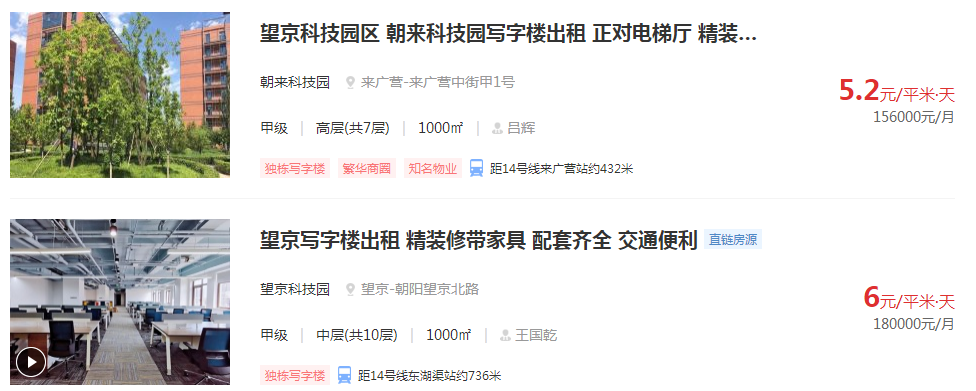 望京科技园区 朝来科技园写字楼出租 正对电梯厅 精装...
朝来科技园 来广营-来广营中街甲1号
5.2元/平米·天
156000元/月
甲级 高层(共7层) 1000㎡ 吕辉
独栋写字楼 繁华商圈 知名物业 距14号线来广营站约432米
望京写字楼出租 精装修带家具 配套齐全 交通便利 直链房源
望京科技园 望京-朝阳望京北路
6元/平米·天
180000元/月
甲级 中层(共10层) 1000㎡ 王国乾
独栋写字楼 距14号线东湖渠站约736米